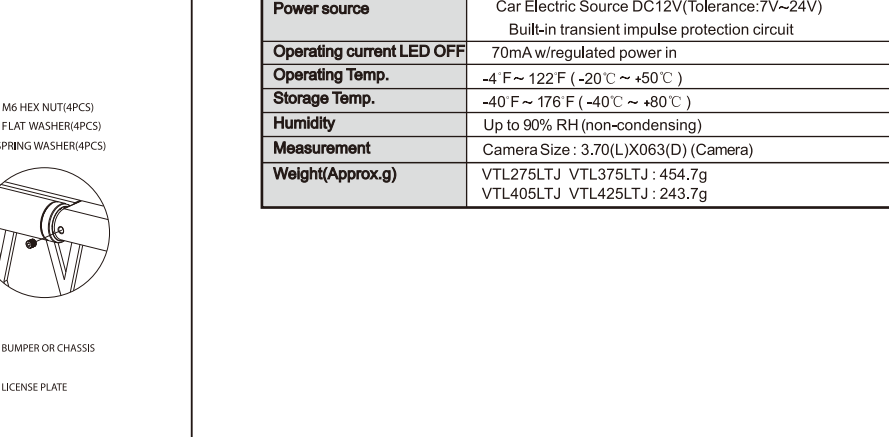 M6 HEX NUT(4PCS)
FLAT WASHER(4PCS)
SPRING WASHER(4PCS)
BUMPER OR CHASSIS
LICENSE PLATE
Power source Car Electric Source DC12V(Tolerance:7V~24V)
Built-in transient impulse protection circuit
Operating current LED OFF 70mA w/regulated power in
Operating Temp. -4°F ~ 122°F ( -20℃ ~ +50℃ )
Storage Temp. -40°F ~ 176°F ( -40℃ ~ +80℃ )
Humidity Up to 90% RH (non-condensing)
Measurement Camera Size : 3.70(L)X063(D) (Camera)
Weight(Approx.g) VTL275LTJ VTL375LTJ : 454.7g
VTL405LTJ VTL425LTJ : 243.7g